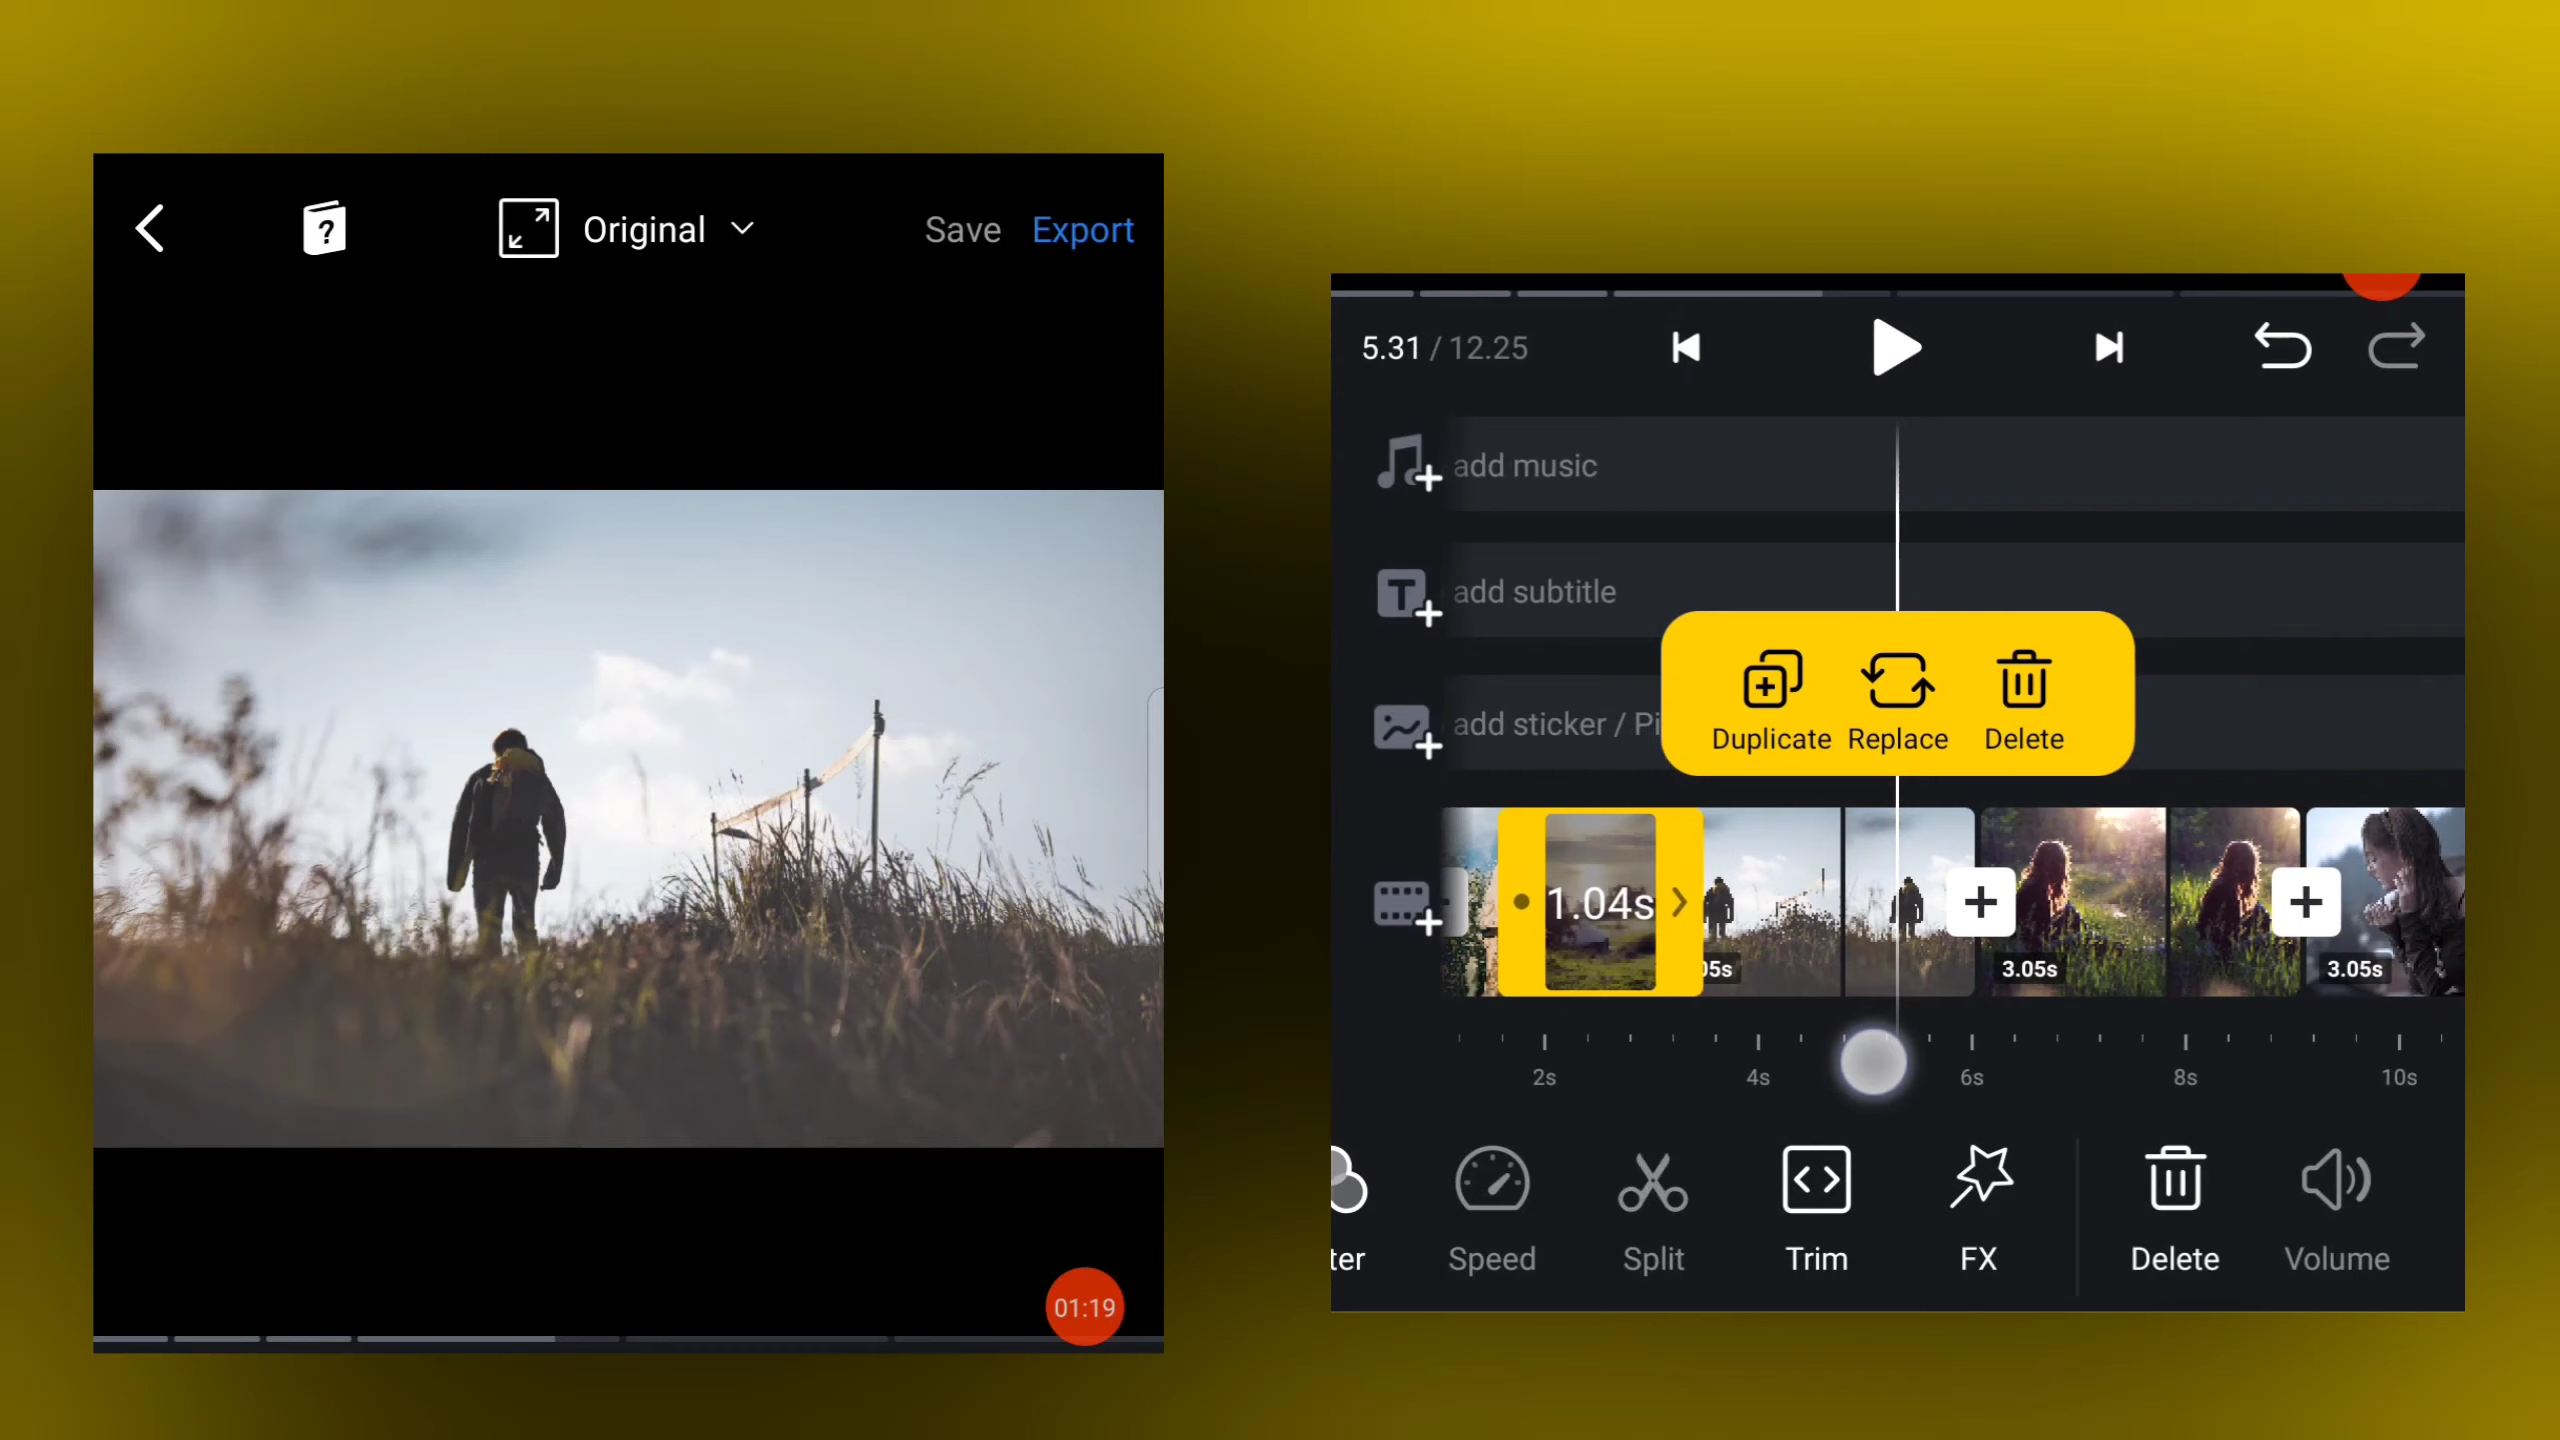 ? Original Save Export
01:19
5.31 / 12.25
add music
T add subtitle
add sticker / Pi
Duplicate Replace Delete
1.04s
05s 3.05s 3.05s
2s 4s 6s 8s 10s
ter Speed Split Trim FX Delete Volume